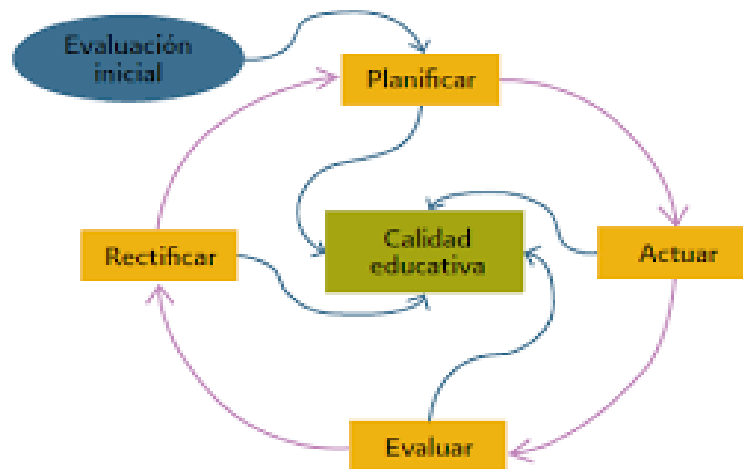 Evaluación
inicial
Planificar
Calidad
educativa
Actuar
Rectificar
Evaluar